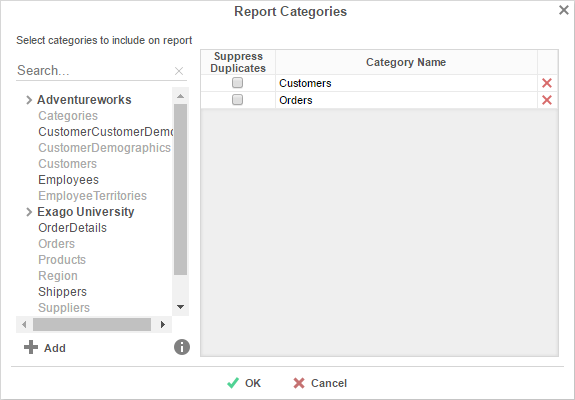 Report Categories
Select categories to include on report
Search...
Adventureworks
Categories
CustomerCustomerDemo
CustomerDemographics
Customers
Employees
EmployeeTerritories
Exago University
OrderDetails
Orders
Products
Region
Shippers
Suppliers
Add
Suppress Duplicates
Category Name
Customers
Orders
OK
Cancel